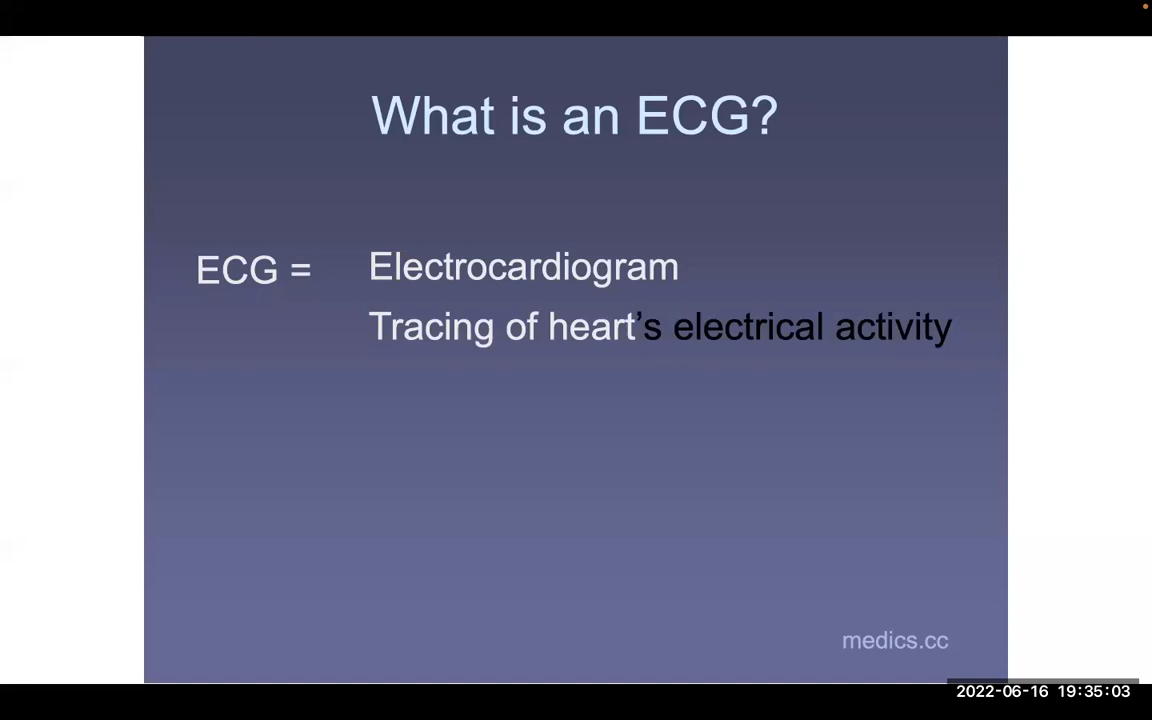 What is an ECG?
ECG = Electrocardiogram
Tracing of heart’s electrical activity
medics.cc
2022-06-16 19:35:03